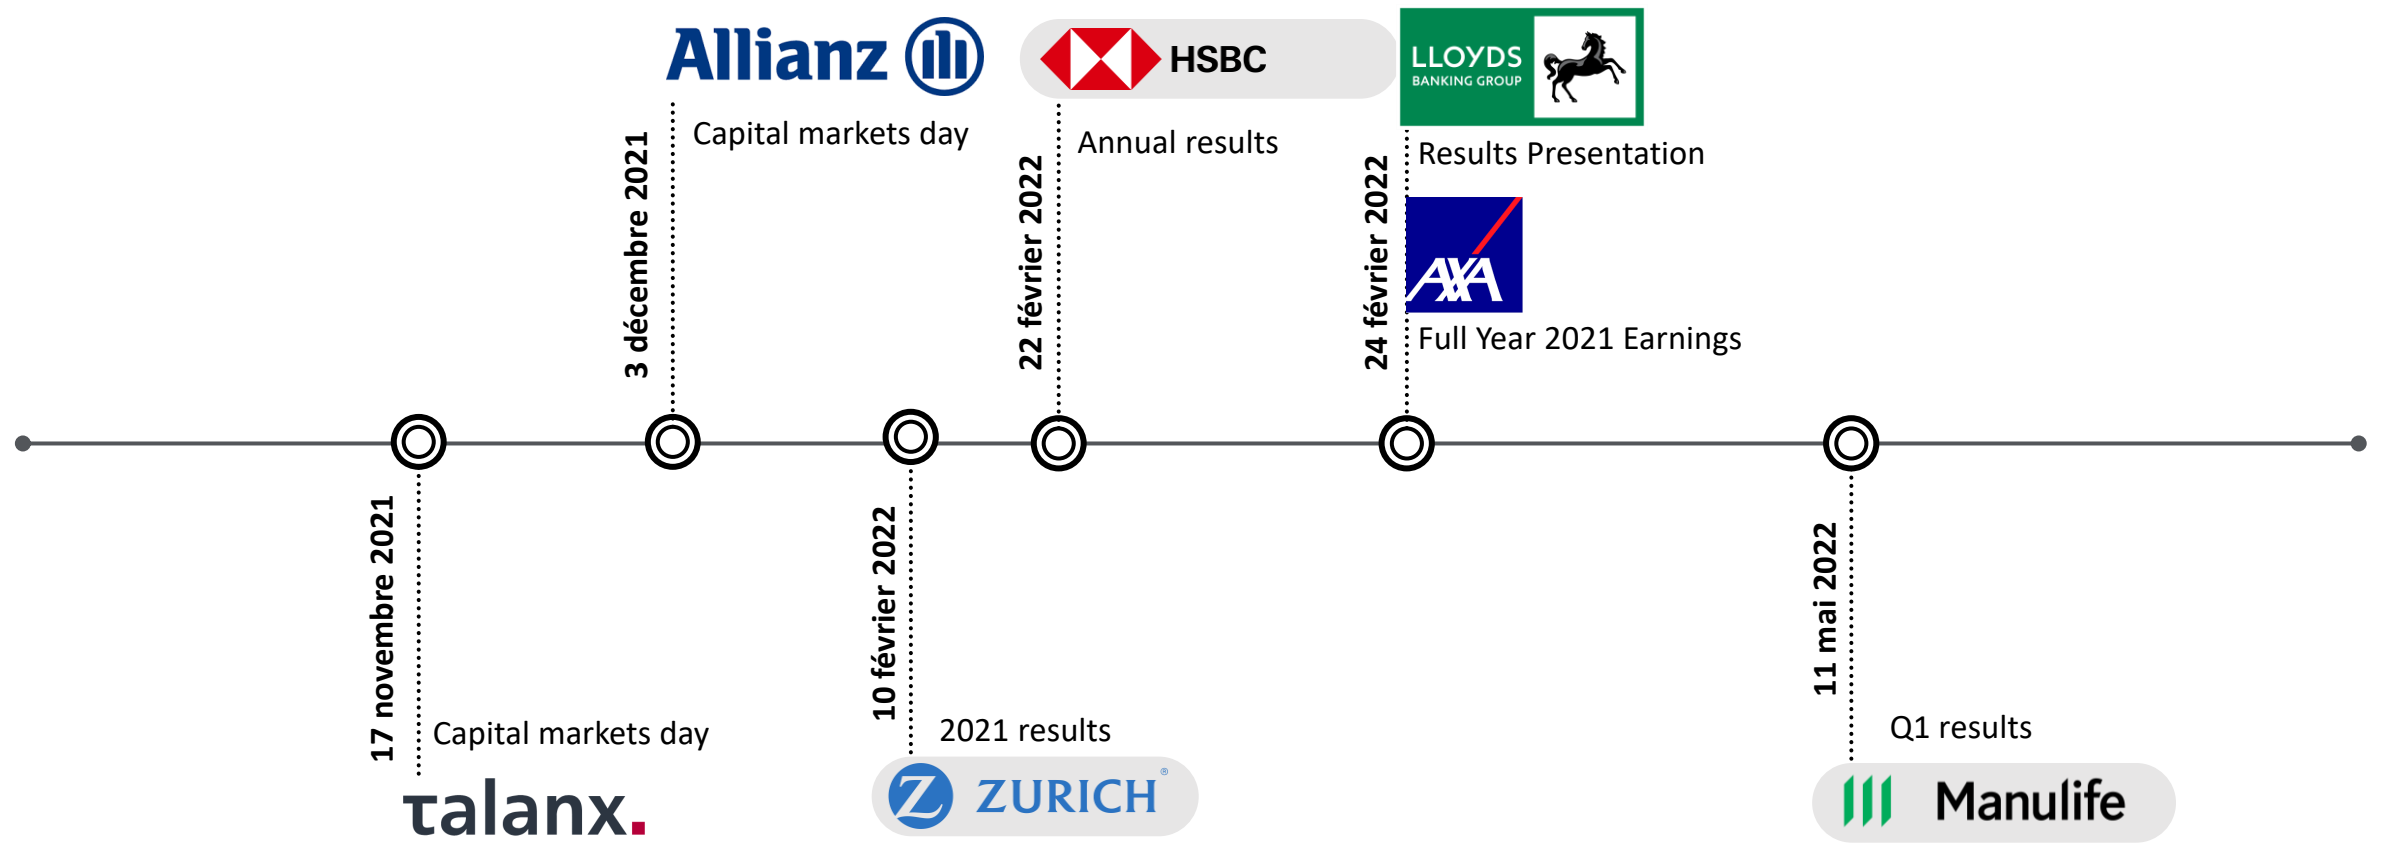 Allianz
HSBC
LLOYDS
BANKING GROUP
Capital markets day
Annual results
Results Presentation
3 décembre 2021
22 février 2022
24 février 2022
AXA
Full Year 2021 Earnings
17 novembre 2021
10 février 2022
11 mai 2022
Capital markets day
2021 results
Q1 results
talanx.
ZURICH®
Manulife